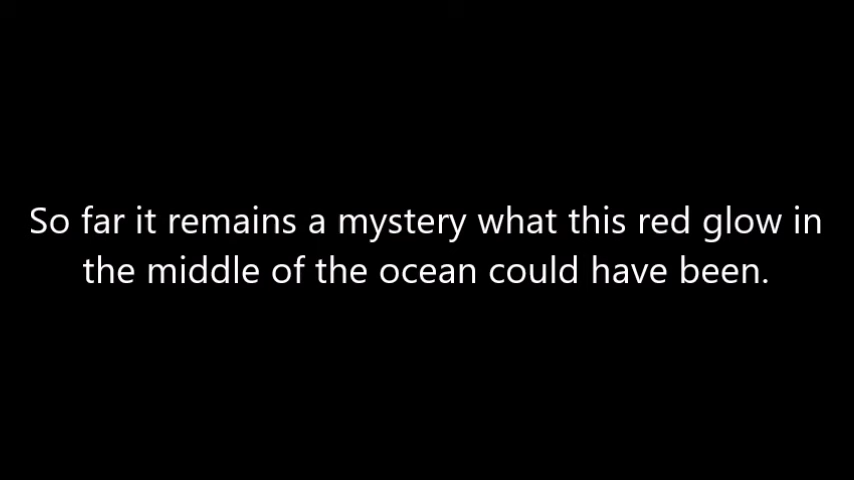 So far it remains a mystery what this red glow in
the middle of the ocean could have been.